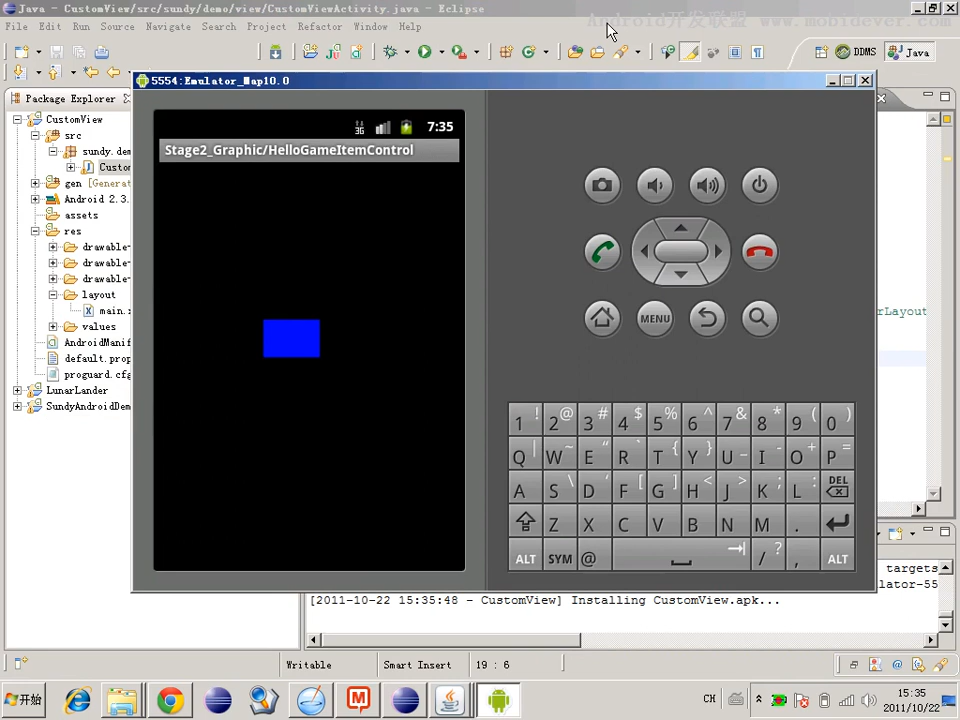 Java - CustomView/src/sundy/demo/view/CustomViewActivity.java - Eclipse
Android开发联盟 www.mobidever.com
File Edit Run Source Navigate Search Project Refactor Window Help
DDMS Java
5554:Emulator_Map10.0
Package Explorer
CustomView
src
sundy.dem
Custo
gen [Generat
Android 2.3.
assets
res
drawable-
drawable-
drawable-
layout
main.
values
AndroidManif
default.prop
proguard.cfg
LunarLander
SundyAndroidDem
3G 7:35
Stage2_Graphic/HelloGameItemControl
MENU
1 ! 2 @ 3 # 4 $ 5 % 6 ^ 7 & 8 * 9 ( 0 )
Q | W ~ E " R ` T { Y } U _ I - O + P =
A S \ D ' F [ G ] H < J > K ; L : DEL
Z X C V B N M .
ALT SYM @ / ? , ALT
rLayout
targets
lator-55
[2011-10-22 15:35:48 - CustomView] Installing CustomView.apk...
Writable Smart Insert 19 : 6
开始
CH
15:35
2011/10/22